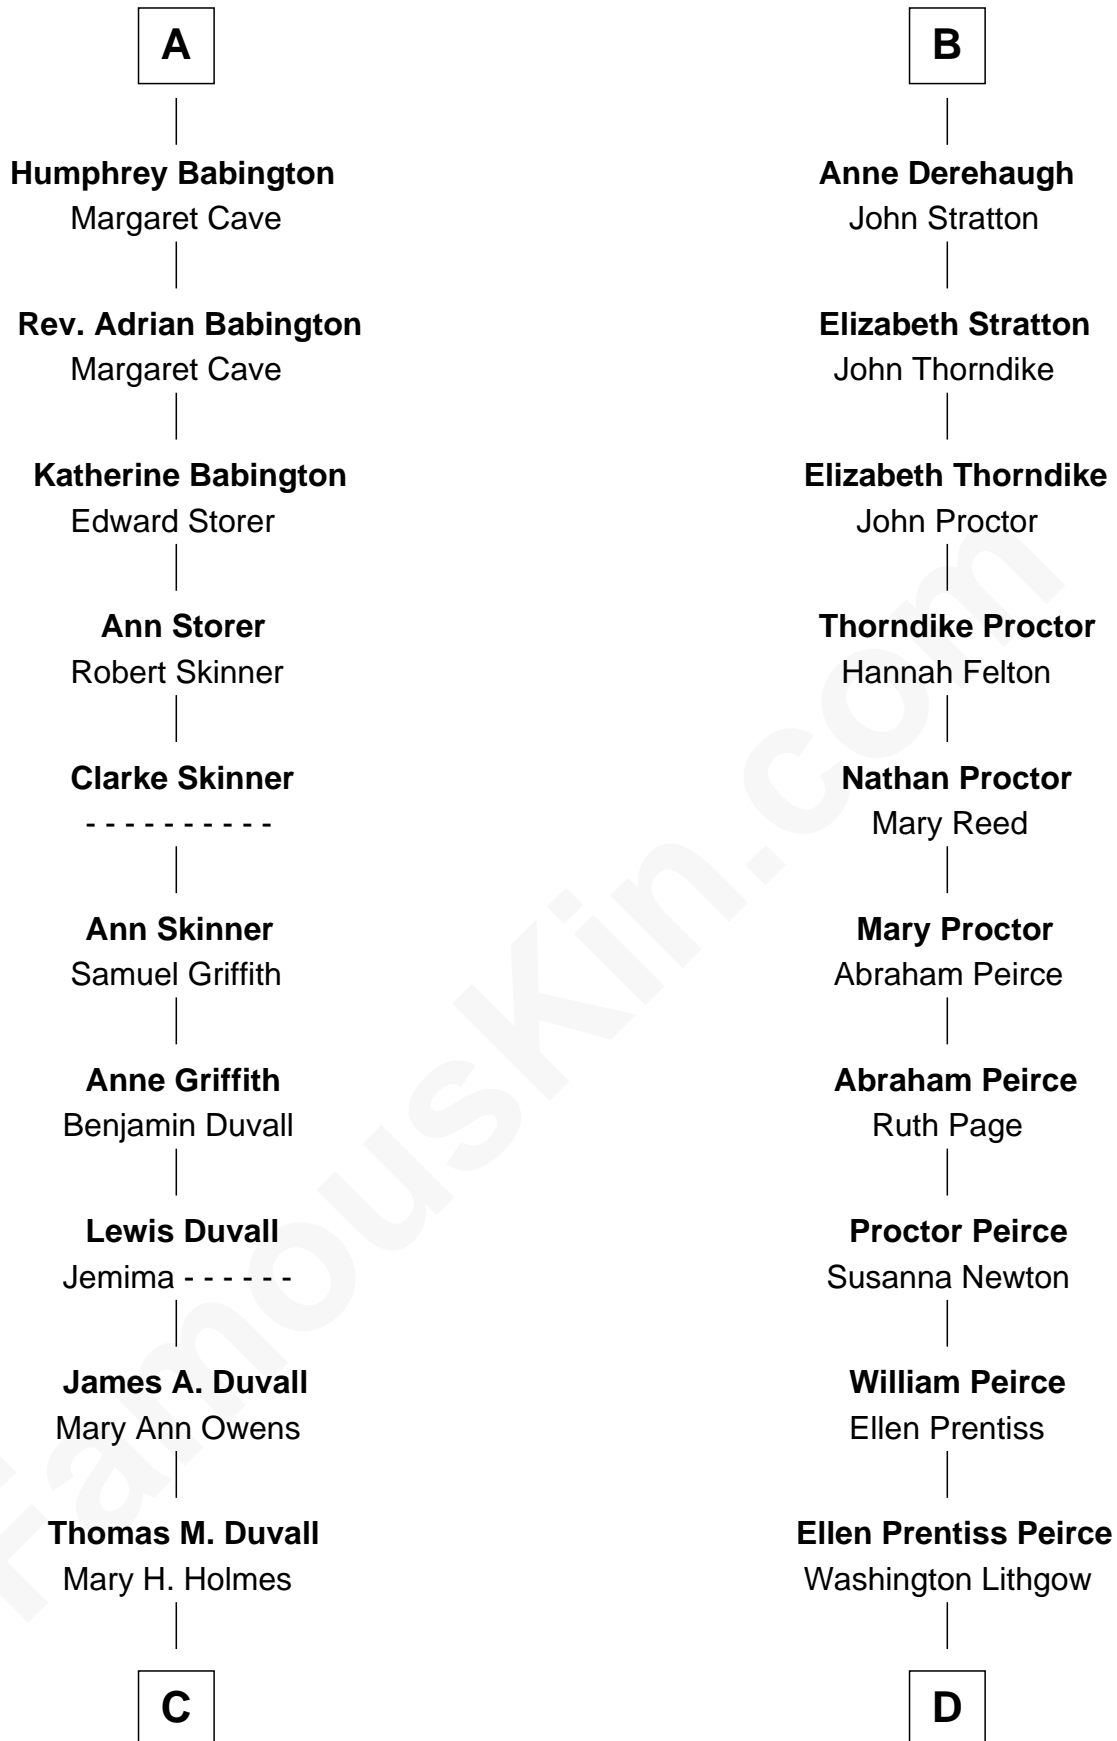 A
Humphrey Babington
Margaret Cave
Rev. Adrian Babington
Margaret Cave
Katherine Babington
Edward Storer
Ann Storer
Robert Skinner
Clarke Skinner
- - - - - - - - - -
Ann Skinner
Samuel Griffith
Anne Griffith
Benjamin Duvall
Lewis Duvall
Jemima - - - - - -
James A. Duvall
Mary Ann Owens
Thomas M. Duvall
Mary H. Holmes
C
B
Anne Derehaugh
John Stratton
Elizabeth Stratton
John Thorndike
Elizabeth Thorndike
John Proctor
Thorndike Proctor
Hannah Felton
Nathan Proctor
Mary Reed
Mary Proctor
Abraham Peirce
Abraham Peirce
Ruth Page
Proctor Peirce
Susanna Newton
William Peirce
Ellen Prentiss
Ellen Prentiss Peirce
Washington Lithgow
D
FamousKin.com